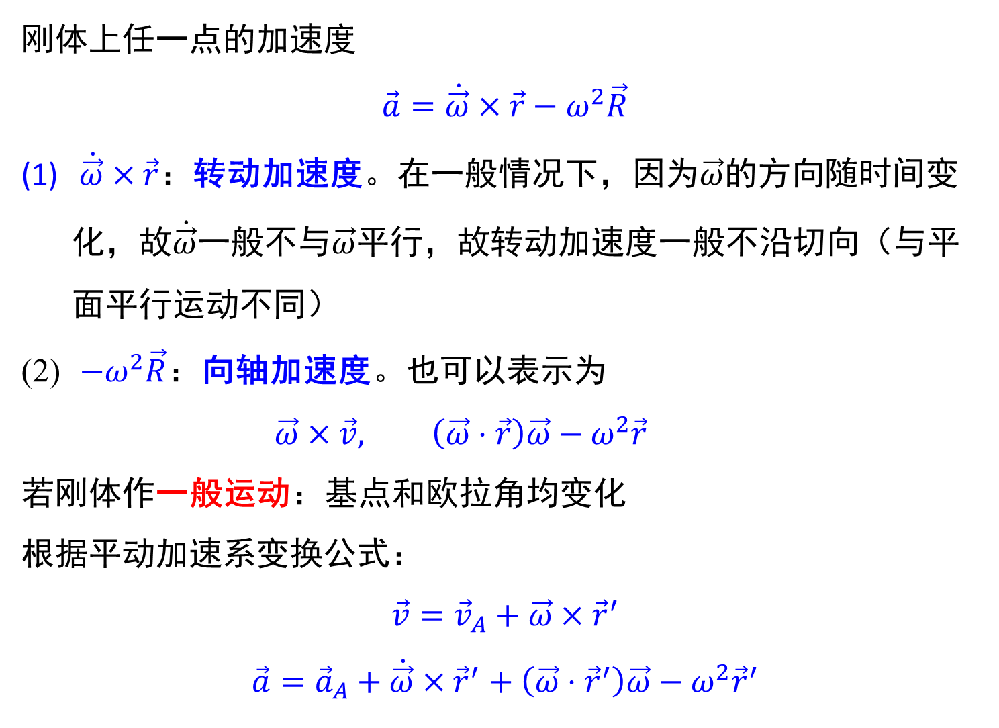 刚体上任一点的加速度
$\vec{a} = \dot{\vec{\omega}} \times \vec{r} - \omega^2 \vec{R}$
(1) $\dot{\vec{\omega}} \times \vec{r}$：转动加速度。在一般情况下，因为$\vec{\omega}$的方向随时间变
化，故$\dot{\vec{\omega}}$一般不与$\vec{\omega}$平行，故转动加速度一般不沿切向（与平
面平行运动不同）
(2) $-\omega^2 \vec{R}$：向轴加速度。也可以表示为
$\vec{\omega} \times \vec{v}, \quad (\vec{\omega} \cdot \vec{r})\vec{\omega} - \omega^2 \vec{r}$
若刚体作一般运动：基点和欧拉角均变化
根据平动加速系变换公式：
$\vec{v} = \vec{v}_A + \vec{\omega} \times \vec{r}'$
$\vec{a} = \vec{a}_A + \dot{\vec{\omega}} \times \vec{r}' + (\vec{\omega} \cdot \vec{r}')\vec{\omega} - \omega^2 \vec{r}'$